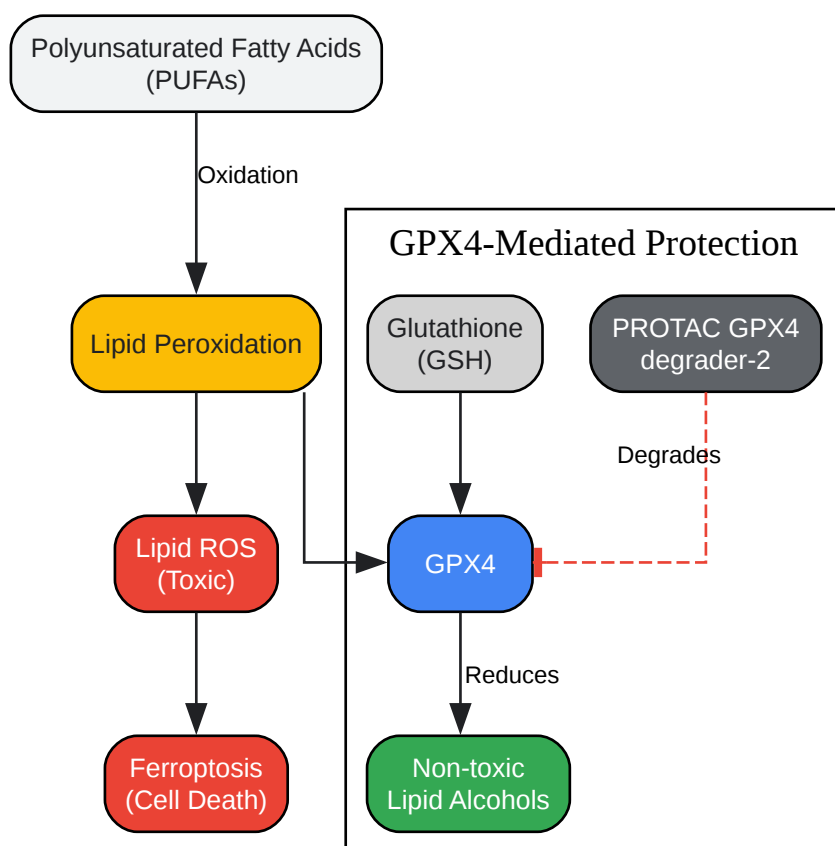 Polyunsaturated Fatty Acids
(PUFAs)
Oxidation
GPX4-Mediated Protection
Lipid Peroxidation
Glutathione
(GSH)
PROTAC GPX4
degrader-2
Degrades
Lipid ROS
(Toxic)
GPX4
Reduces
Ferroptosis
(Cell Death)
Non-toxic
Lipid Alcohols